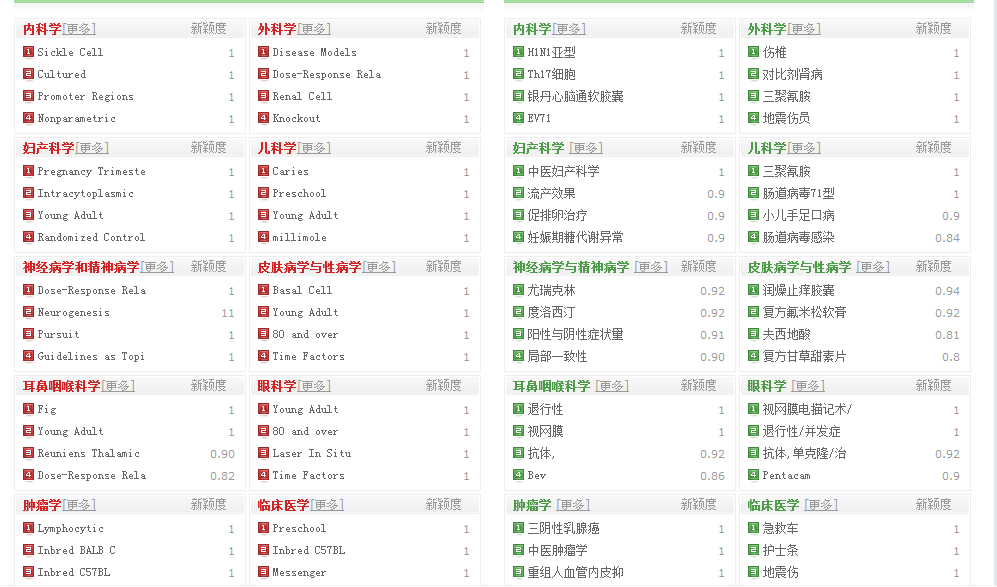 内科学[更多] 新颖度
1 Sickle Cell 1
2 Cultured 1
3 Promoter Regions 1
4 Nonparametric 1
外科学[更多] 新颖度
1 Disease Models 1
2 Dose-Response Rela 1
3 Renal Cell 1
4 Knockout 1
内科学[更多] 新颖度
1 H1N1亚型 1
2 Th17细胞 1
3 银丹心脑通软胶囊 1
4 EV71 1
外科学[更多] 新颖度
1 伤椎 1
2 对比剂肾病 1
3 三聚氰胺 1
4 地震伤员 1
妇产科学[更多] 新颖度
1 Pregnancy Trimeste 1
2 Intracytoplasmic 1
3 Young Adult 1
4 Randomized Control 1
儿科学[更多] 新颖度
1 Caries 1
2 Preschool 1
3 Young Adult 1
4 millimole 1
妇产科学 [更多] 新颖度
1 中医妇产科学 1
2 流产效果 0.9
3 促排卵治疗 0.9
4 妊娠期糖代谢异常 0.9
儿科学[更多] 新颖度
1 三聚氰胺 1
2 肠道病毒71型 1
3 小儿手足口病 0.9
4 肠道病毒感染 0.84
神经病学和精神病学[更多] 新颖度
1 Dose-Response Rela 1
2 Neurogenesis 11
3 Pursuit 1
4 Guidelines as Topi 1
皮肤病学与性病学[更多] 新颖度
1 Basal Cell 1
2 Young Adult 1
3 80 and over 1
4 Time Factors 1
神经病学与精神病学 [更多] 新颖度
1 尤瑞克林 0.92
2 度洛西汀 0.92
3 阳性与阴性症状量 0.91
4 局部一致性 0.90
皮肤病学与性病学 [更多] 新颖度
1 润燥止痒胶囊 0.94
2 复方氟米松软膏 0.92
3 夫西地酸 0.81
4 复方甘草甜素片 0.8
耳鼻咽喉科学[更多] 新颖度
1 Fig 1
2 Young Adult 1
3 Reuniens Thalamic 0.90
4 Dose-Response Rela 0.82
眼科学[更多] 新颖度
1 Young Adult 1
2 80 and over 1
3 Laser In Situ 1
4 Time Factors 1
耳鼻咽喉科学 [更多] 新颖度
1 退行性 1
2 视网膜 1
3 抗体, 0.92
4 Bev 0.86
眼科学 [更多] 新颖度
1 视网膜电描记术/ 1
2 退行性/并发症 1
3 抗体,单克隆/治 0.92
4 Pentacam 0.9
肿瘤学[更多] 新颖度
1 Lymphocytic 1
2 Inbred BALB C 1
3 Inbred C57BL 1
临床医学[更多] 新颖度
1 Preschool 1
2 Inbred C57BL 1
3 Messenger 1
肿瘤学 [更多] 新颖度
1 三阴性乳腺癌 1
2 中医肿瘤学 1
3 重组人血管内皮抑 1
临床医学 [更多] 新颖度
1 急救车 1
2 护士条 1
3 地震伤 1